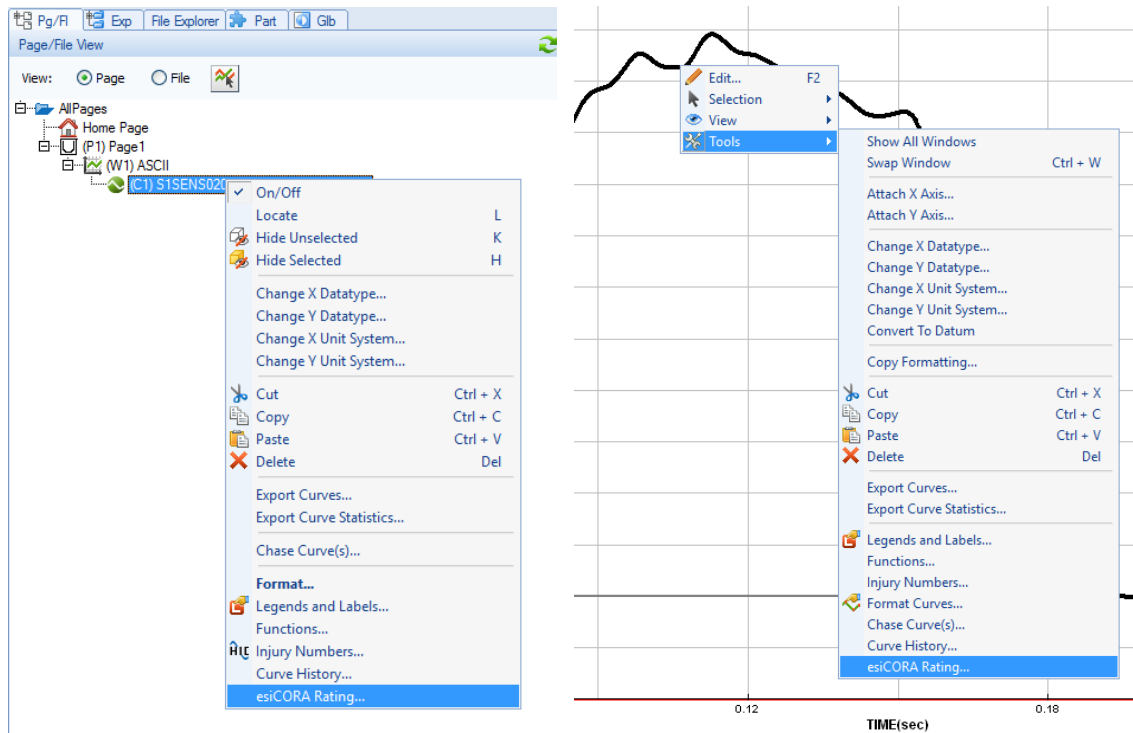 Pg/Fl Exp File Explorer Part Glb
Page/File View
View: Page File
AllPages
Home Page
(P1) Page1
(W1) ASCII
(C1) S1SENS020
On/Off
Locate L
Hide Unselected K
Hide Selected H
Change X Datatype...
Change Y Datatype...
Change X Unit System...
Change Y Unit System...
Cut Ctrl + X
Copy Ctrl + C
Paste Ctrl + V
Delete Del
Export Curves...
Export Curve Statistics...
Chase Curve(s)...
Format...
Legends and Labels...
Functions...
HIC Injury Numbers...
Curve History...
esiCORA Rating...
Edit... F2
Selection
View
Tools
Show All Windows
Swap Window Ctrl + W
Attach X Axis...
Attach Y Axis...
Change X Datatype...
Change Y Datatype...
Change X Unit System...
Change Y Unit System...
Convert To Datum
Copy Formatting...
Cut Ctrl + X
Copy Ctrl + C
Paste Ctrl + V
Delete Del
Export Curves...
Export Curve Statistics...
Legends and Labels...
Functions...
Injury Numbers...
Format Curves...
Chase Curve(s)...
Curve History...
esiCORA Rating...
0.12 0.18
TIME(sec)